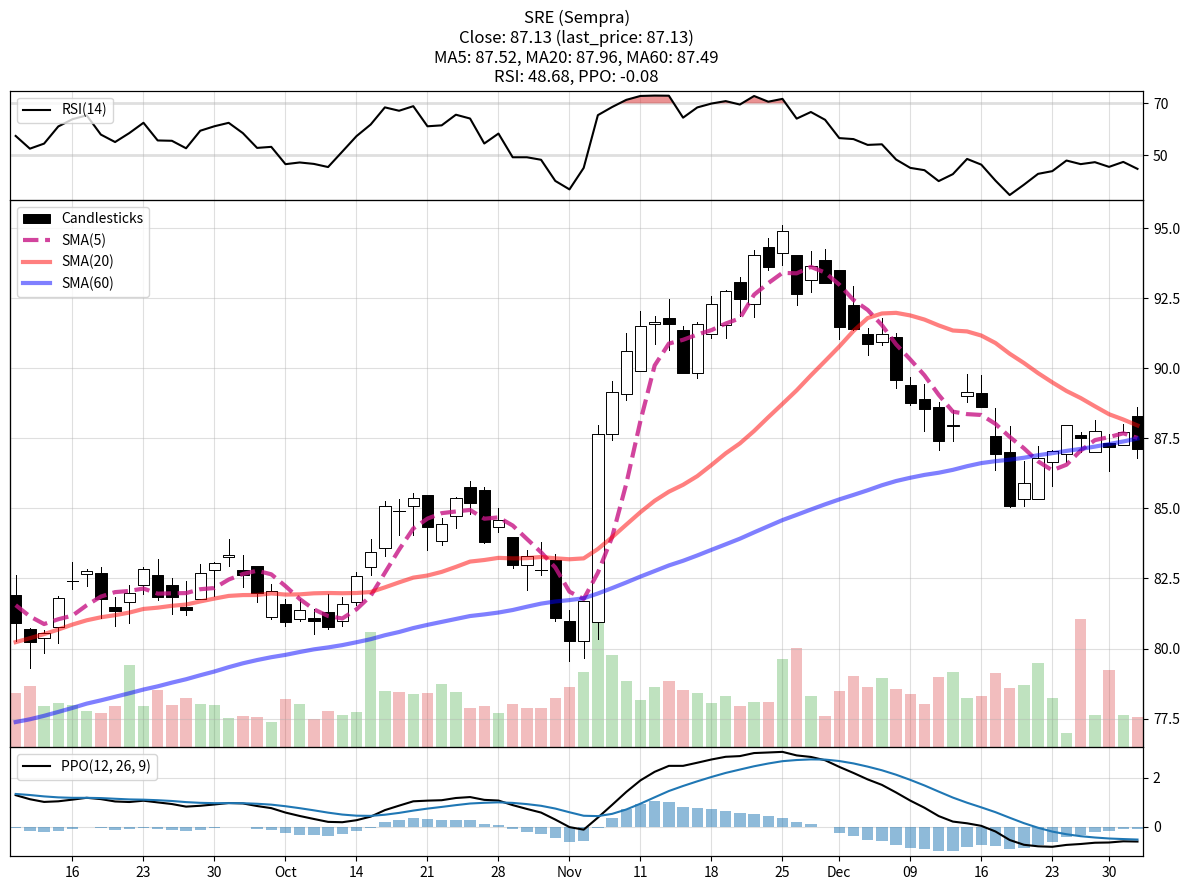 SRE (Sempra)
Close: 87.13 (last_price: 87.13)
MA5: 87.52, MA20: 87.96, MA60: 87.49
RSI: 48.68, PPO: -0.08
RSI(14)
70
50
Candlesticks
SMA(5)
SMA(20)
SMA(60)
95.0
92.5
90.0
87.5
85.0
82.5
80.0
77.5
PPO(12, 26, 9)
2
0
16 23 30 Oct 14 21 28 Nov 11 18 25 Dec 09 16 23 30